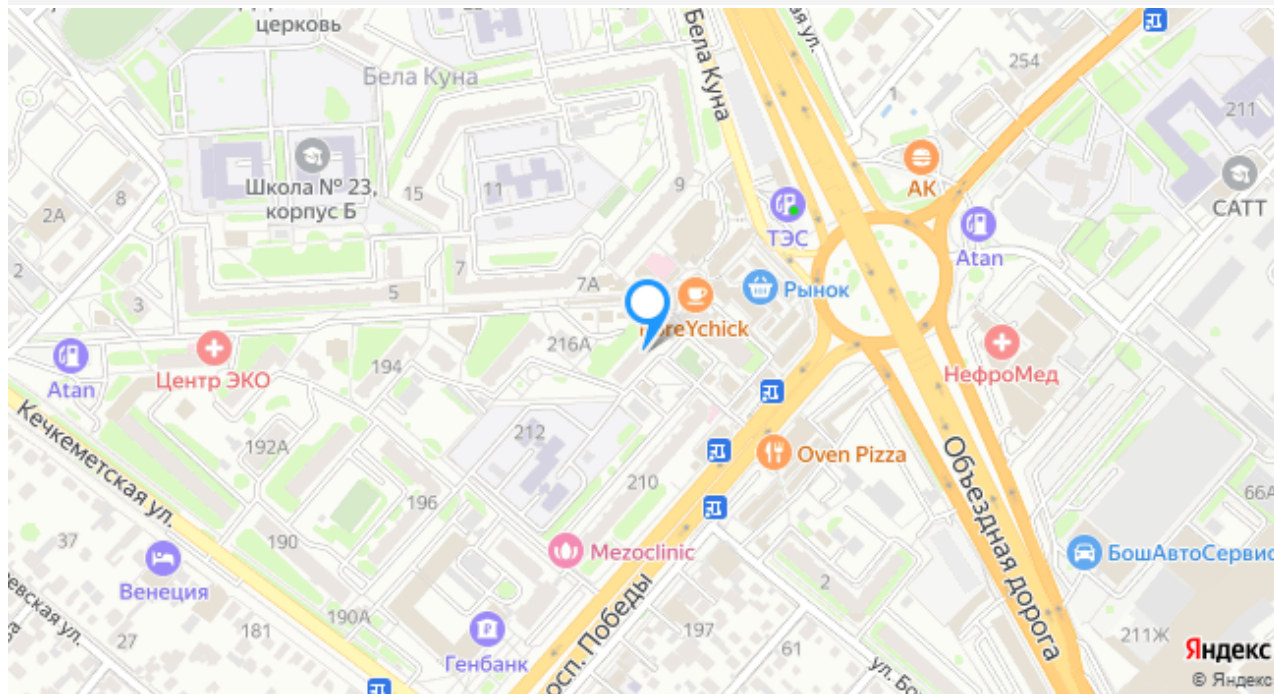 церковь
Бела Куна
Бела Куна
254
211
АК
Школа № 23,
корпус Б
15
11
9
САТТ
2А
8
ТЭС
Atan
2
7
3
5
7А
Рынок
216А
Atan
Центр ЭКО
194
НефроМед
Кечкеметская ул.
192А
212
Oven Pizza
Объездная дорога
196
210
66А
37
190
Mezoclinic
БошАвтоСервис
Венеция
2
190А
27
181
Генбанк
197
61
211Ж
Яндекс
© Яндекс